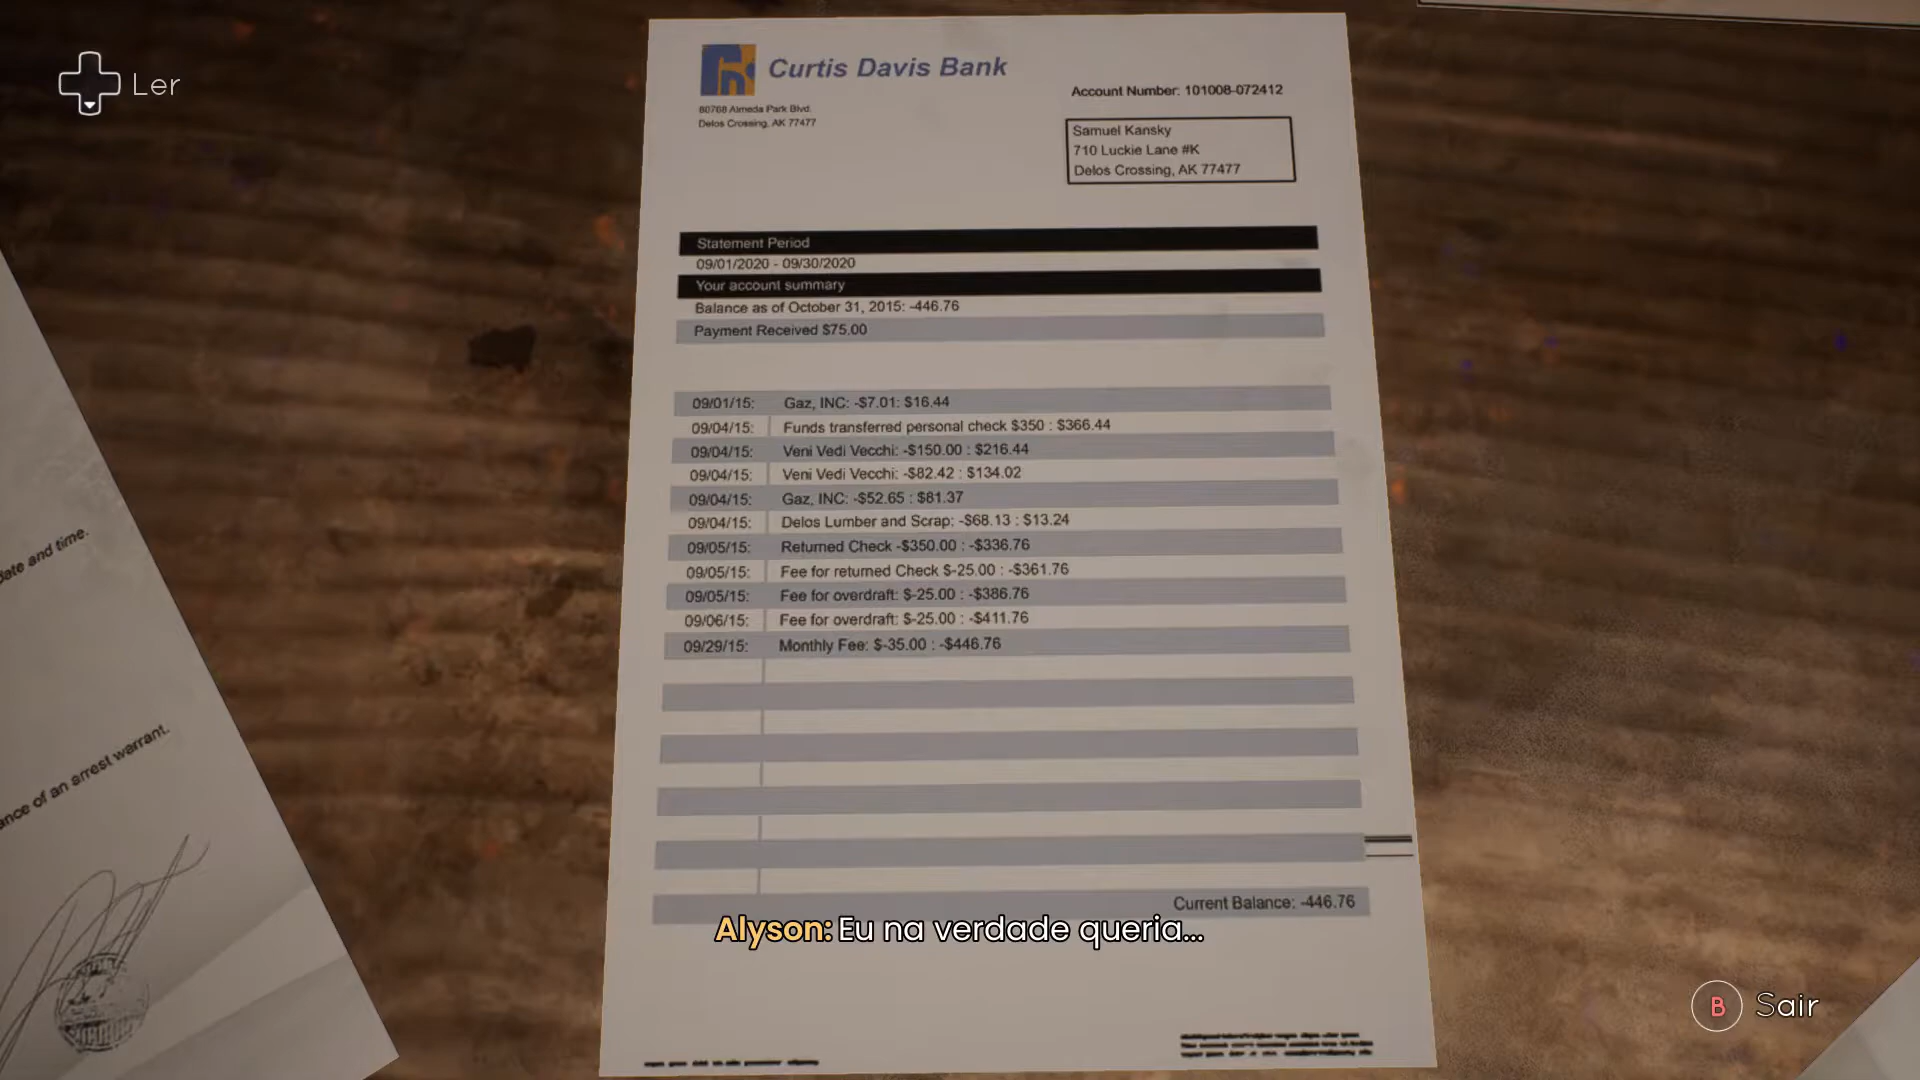 Ler
Curtis Davis Bank
80768 Almeda Park Blvd.
Delos Crossing, AK 77477
Account Number: 101008-072412
Samuel Kansky
710 Luckie Lane #K
Delos Crossing, AK 77477
Statement Period
09/01/2020 - 09/30/2020
Your account summary
Balance as of October 31, 2015: -446.76
Payment Received $75.00
09/01/15: Gaz, INC: -$7.01: $16.44
09/04/15: Funds transferred personal check $350 : $366.44
09/04/15: Veni Vedi Vecchi: -$150.00 : $216.44
09/04/15: Veni Vedi Vecchi: -$82.42 : $134.02
09/04/15: Gaz, INC: -$52.65 : $81.37
09/04/15: Delos Lumber and Scrap: -$68.13 : $13.24
09/05/15: Returned Check -$350.00 : -$336.76
09/05/15: Fee for returned Check $-25.00 : -$361.76
09/05/15: Fee for overdraft: $-25.00 : -$386.76
09/06/15: Fee for overdraft: $-25.00 : -$411.76
09/29/15: Monthly Fee: $-35.00 : -$446.76
Current Balance: -446.76
date and time.
of an arrest warrant.
Alyson: Eu na verdade queria...
B Sair